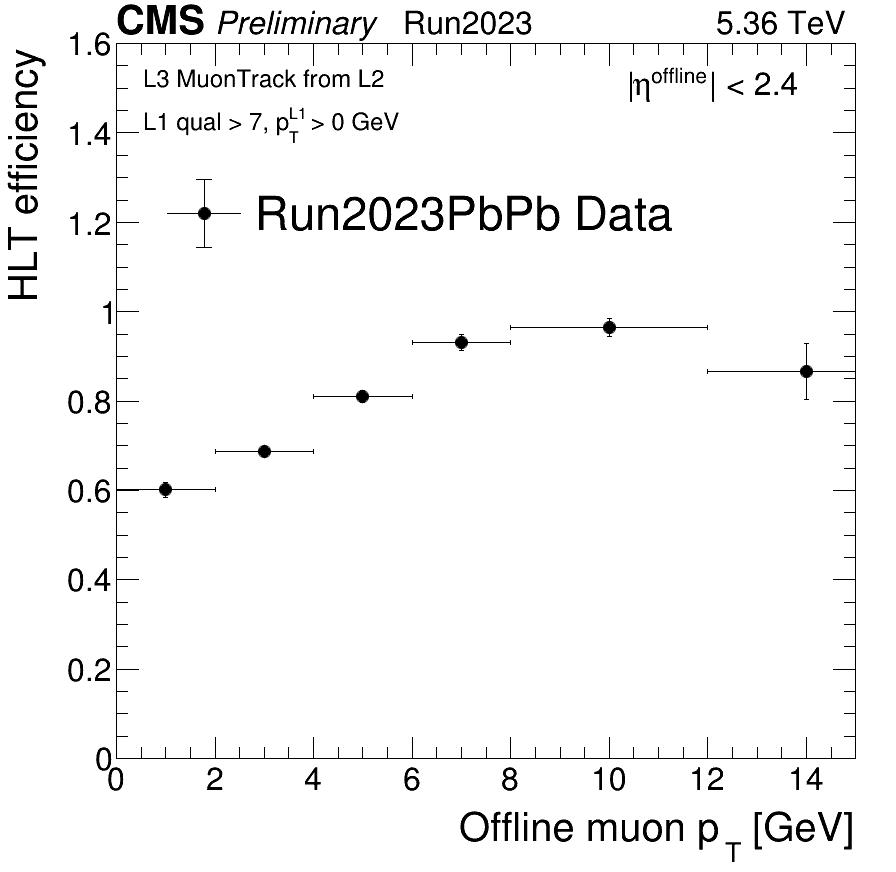 CMS Preliminary Run2023 5.36 TeV
L3 MuonTrack from L2
|η^offline| < 2.4
L1 qual > 7, p_T^L1 > 0 GeV
Run2023PbPb Data
HLT efficiency
1.6
1.4
1.2
1
0.8
0.6
0.4
0.2
0
0 2 4 6 8 10 12 14
Offline muon p_T [GeV]